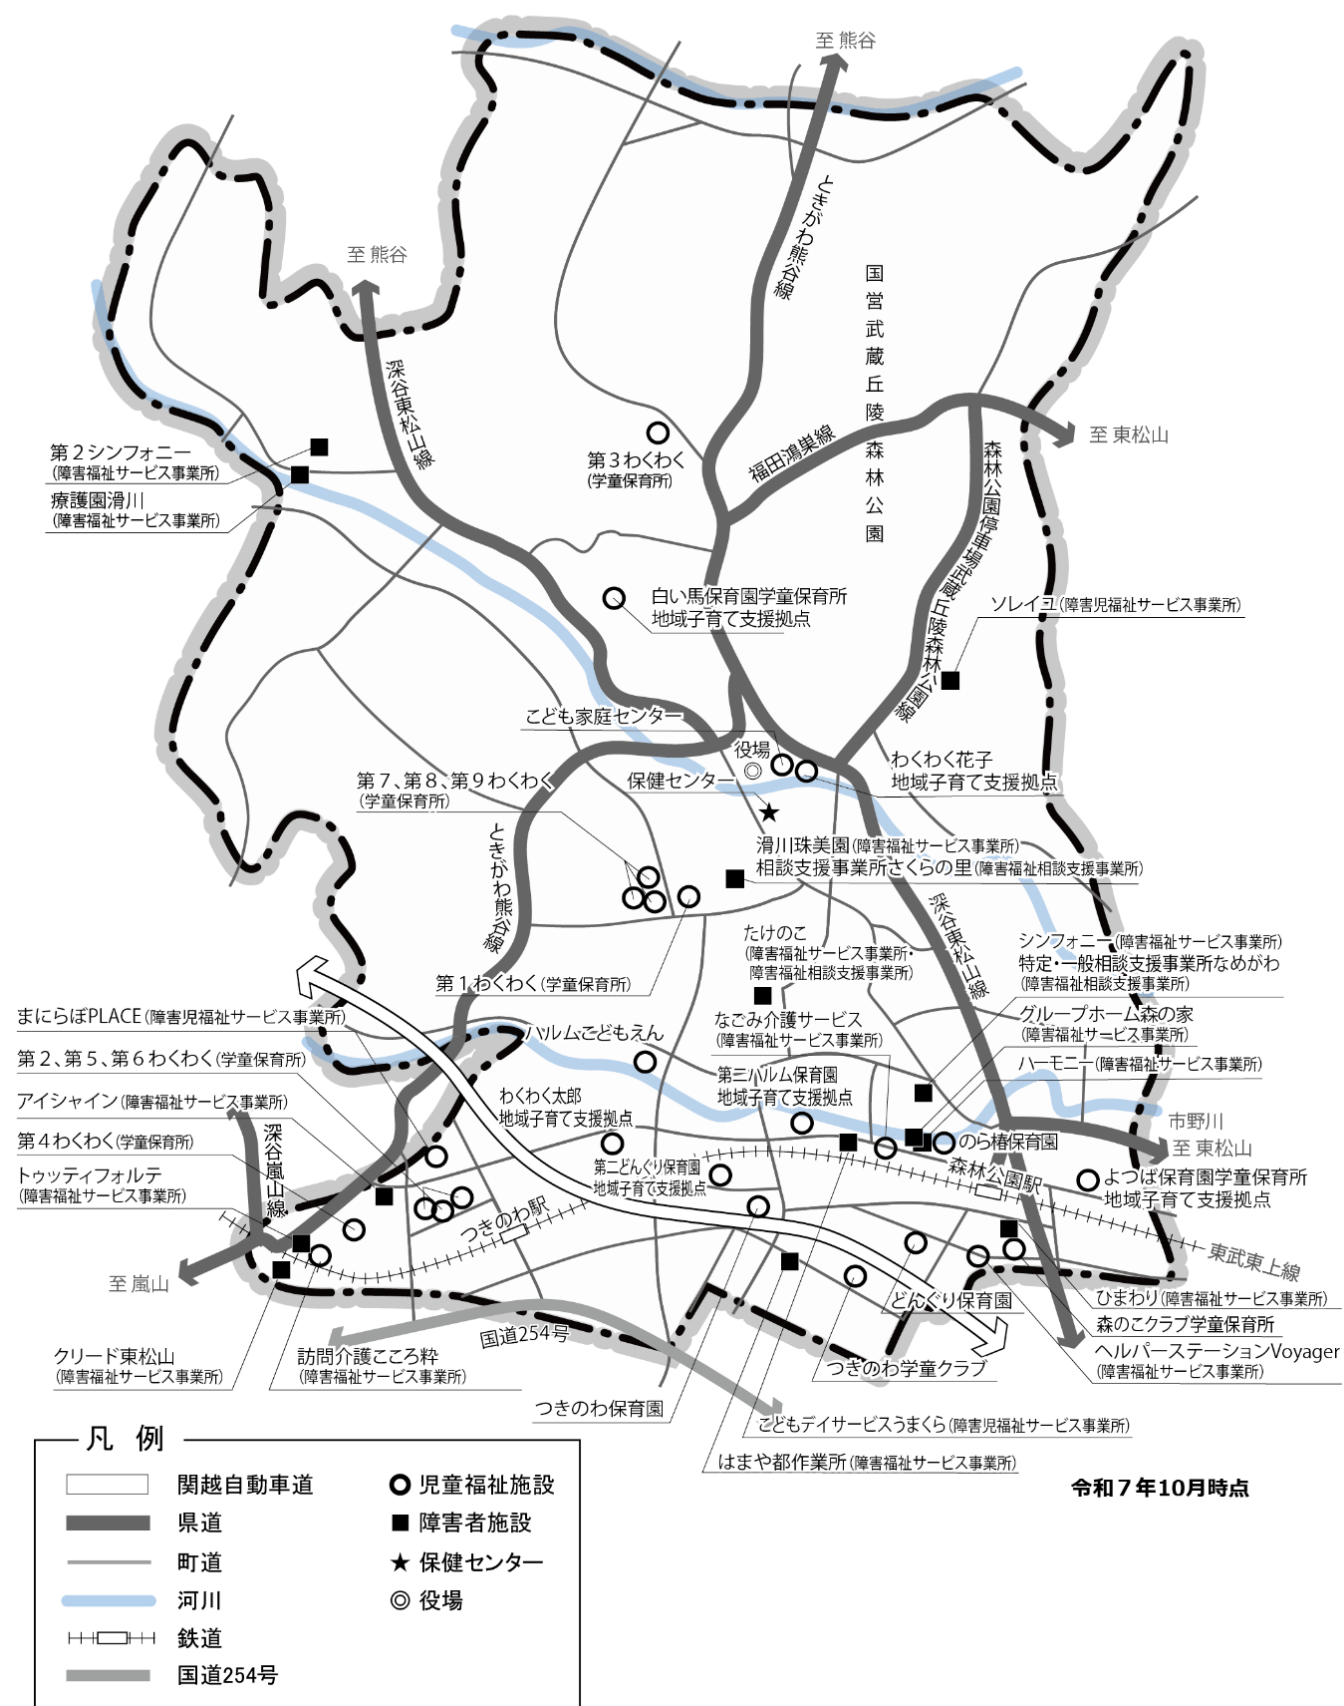 至 熊谷
ときがわ熊谷線
国営武蔵丘陵森林公園
至 熊谷
深谷東松山線
第2シンフォニー
(障害福祉サービス事業所)
療護園滑川
(障害福祉サービス事業所)
第3わくわく
(学童保育所)
福田鴻巣線
至 東松山
森林公園停車場武蔵丘陵森林公園線
白い馬保育園学童保育所
地域子育て支援拠点
ソレイユ(障害児福祉サービス事業所)
こども家庭センター
役場
保健センター
わくわく花子
地域子育て支援拠点
第7、第8、第9わくわく
(学童保育所)
ときがわ熊谷線
滑川珠美園(障害福祉サービス事業所)
相談支援事業所さくらの里(障害福祉相談支援事業所)
深谷東松山線
たけのこ
(障害福祉サービス事業所・
障害福祉相談支援事業所)
シンフォニー(障害福祉サービス事業所)
特定・一般相談支援事業所なめがわ
(障害福祉相談支援事業所)
第1わくわく(学童保育所)
まにらぼPLACE(障害児福祉サービス事業所)
なごみ介護サービス
(障害福祉サービス事業所)
グループホーム森の家
(障害福祉サービス事業所)
ハルムこどもえん
第2、第5、第6わくわく(学童保育所)
ハーモニー(障害福祉サービス事業所)
第二ハルム保育園
地域子育て支援拠点
わくわく太郎
地域子育て支援拠点
アイシャイン(障害福祉サービス事業所)
市野川
至 東松山
深谷嵐山線
第4わくわく(学童保育所)
のら椿保育園
第二どんぐり保育園
地域子育て支援拠点
森林公園駅
よつば保育園学童保育所
地域子育て支援拠点
トゥッティフォルテ
(障害福祉サービス事業所)
つきのわ駅
東武東上線
至 嵐山
どんぐり保育園
ひまわり(障害福祉サービス事業所)
森のこクラブ学童保育所
国道254号
クリード東松山
(障害福祉サービス事業所)
訪問介護こころ粋
(障害福祉サービス事業所)
つきのわ学童クラブ
ヘルパーステーションVoyager
(障害福祉サービス事業所)
つきのわ保育園
こどもデイサービスうまくら(障害児福祉サービス事業所)
はまや都作業所(障害福祉サービス事業所)
令和7年10月時点
凡 例
関越自動車道
県道
町道
河川
鉄道
国道254号
児童福祉施設
障害者施設
保健センター
役場